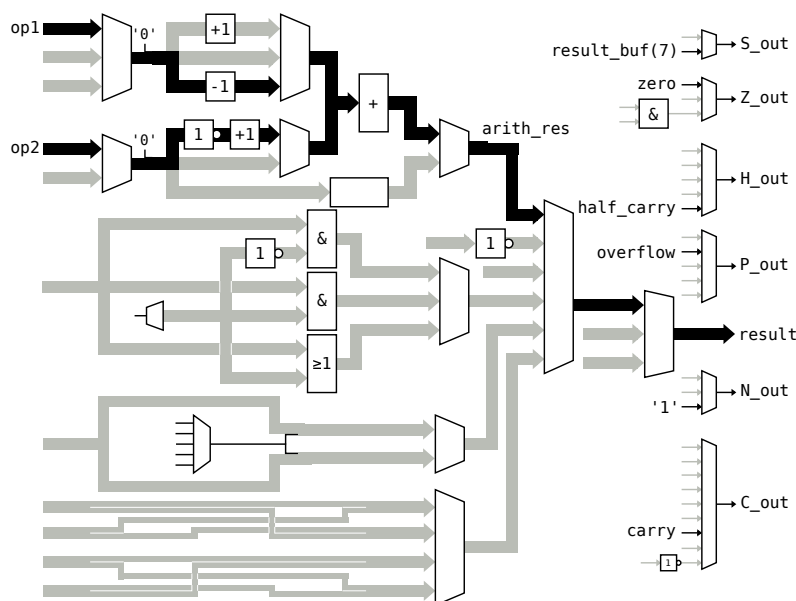 op1
'0'
+1
-1
+
op2
'0'
1
+1
arith_res
&
1
&
≥1
1
result_buf(7)
S_out
zero
&
Z_out
half_carry
H_out
overflow
P_out
result
'1'
N_out
carry
1
C_out